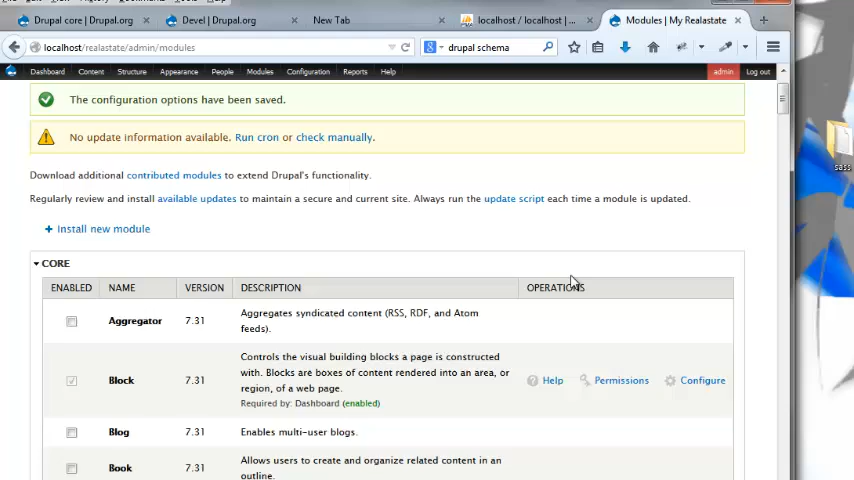 Drupal core | Drupal.org
Devel | Drupal.org
New Tab
localhost / localhost | ...
Modules | My Realastate
localhost/realstate/admin/modules
drupal schema
Dashboard Content Structure Appearance People Modules Configuration Reports Help
admin Log out
The configuration options have been saved.
No update information available. Run cron or check manually.
Download additional contributed modules to extend Drupal's functionality.
Regularly review and install available updates to maintain a secure and current site. Always run the update script each time a module is updated.
+ Install new module
CORE
ENABLED NAME VERSION DESCRIPTION OPERATIONS
Aggregator 7.31 Aggregates syndicated content (RSS, RDF, and Atom
feeds).
Controls the visual building blocks a page is constructed
Block 7.31 with. Blocks are boxes of content rendered into an area, or Help Permissions Configure
region, of a web page.
Required by: Dashboard (enabled)
Blog 7.31 Enables multi-user blogs.
Book 7.31 Allows users to create and organize related content in an
outline.
sass